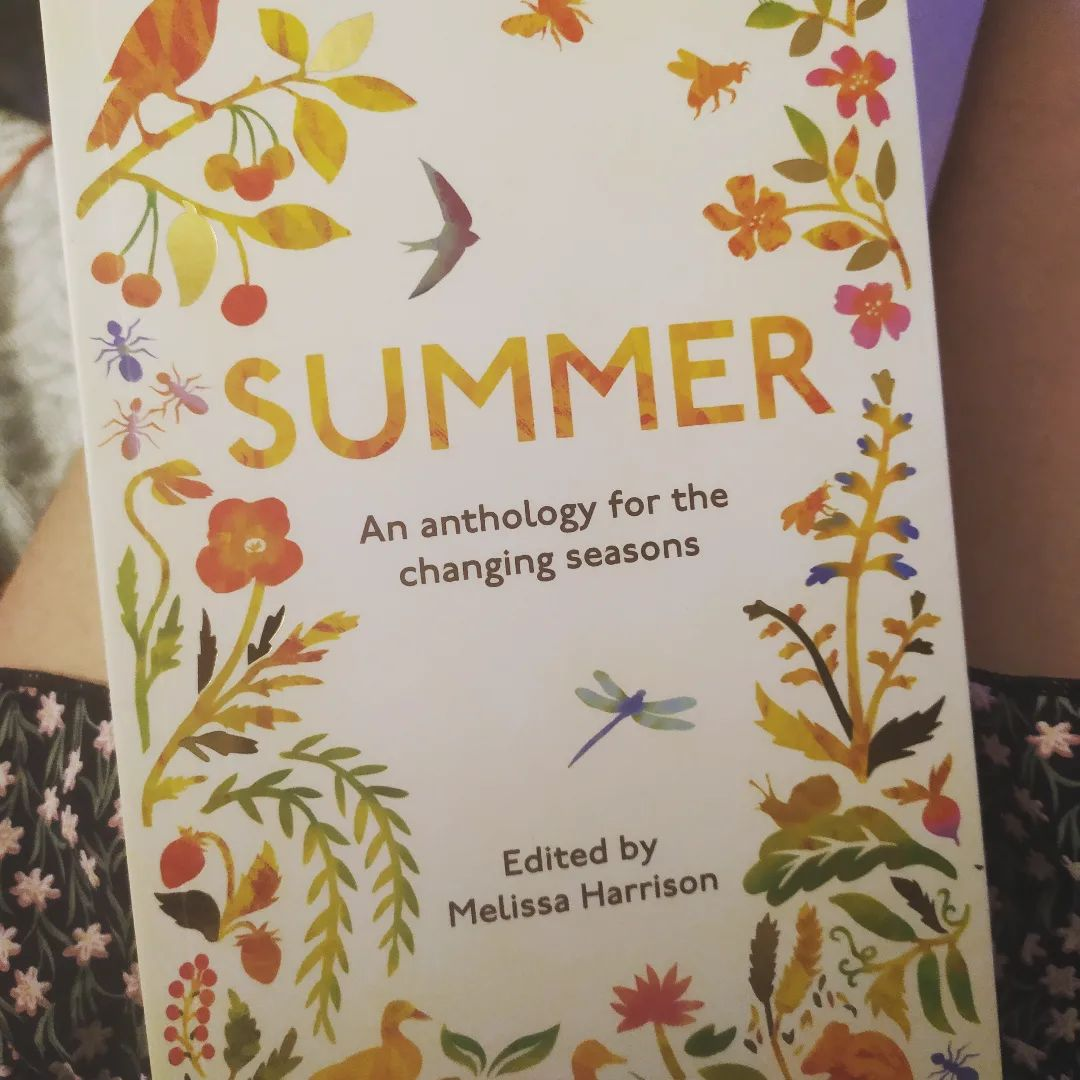 SUMMER
An anthology for the
changing seasons
Edited by
Melissa Harrison